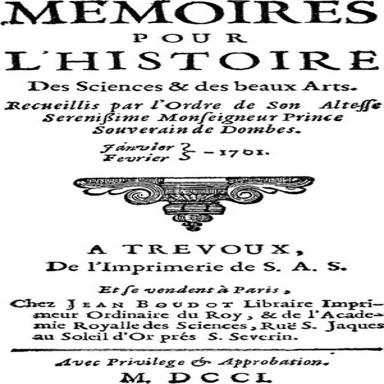 MEMOIRES
POUR
L'HISTOIRE
Des Sciences & des beaux Arts.
Recueillis par l'Ordre de Son Altesse
Serenißime Monseigneur Prince
Souverain de Dombes.
Janvier }
Fevrier } – 1701.
A TREVOUX,
De l'Imprimerie de S. A. S.
Et se vendent à Paris,
Chez JEAN BOUDOT Libraire Impri-
meur Ordinaire du Roy, & de l'Acade-
mie Royalle des Sciences, Ruë S. Jaques
au Soleil d'Or prés S. Severin.
Avec Privilege & Approbation.
M. DCCI.